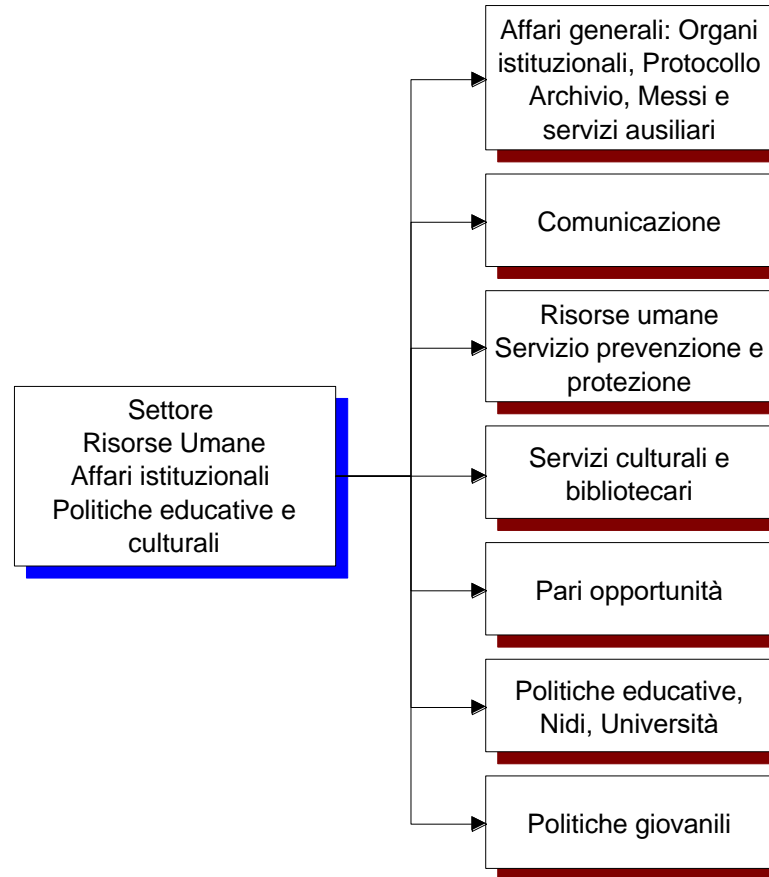 Affari generali: Organi
istituzionali, Protocollo
Archivio, Messi e
servizi ausiliari
Comunicazione
Risorse umane
Servizio prevenzione e
protezione
Settore
Risorse Umane
Affari istituzionali
Politiche educative e
culturali
Servizi culturali e
bibliotecari
Pari opportunità
Politiche educative,
Nidi, Università
Politiche giovanili